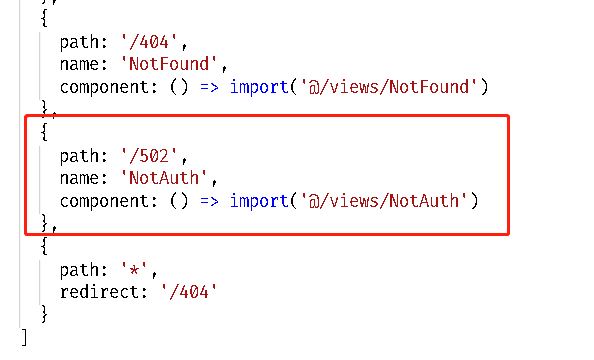 },
{
path: '/404',
name: 'NotFound',
component: () => import('@/views/NotFound')
},
{
path: '/502',
name: 'NotAuth',
component: () => import('@/views/NotAuth')
},
{
path: '*',
redirect: '/404'
}
]